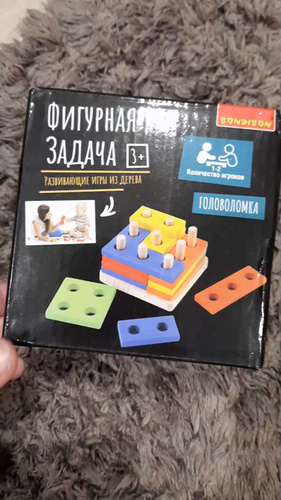 ФИГУРНАЯ
ЗАДАЧА 3+
РАЗВИВАЮЩИЕ ИГРЫ ИЗ ДЕРЕВА
BONDIBON
1-2
Количество игроков
ГОЛОВОЛОМКА